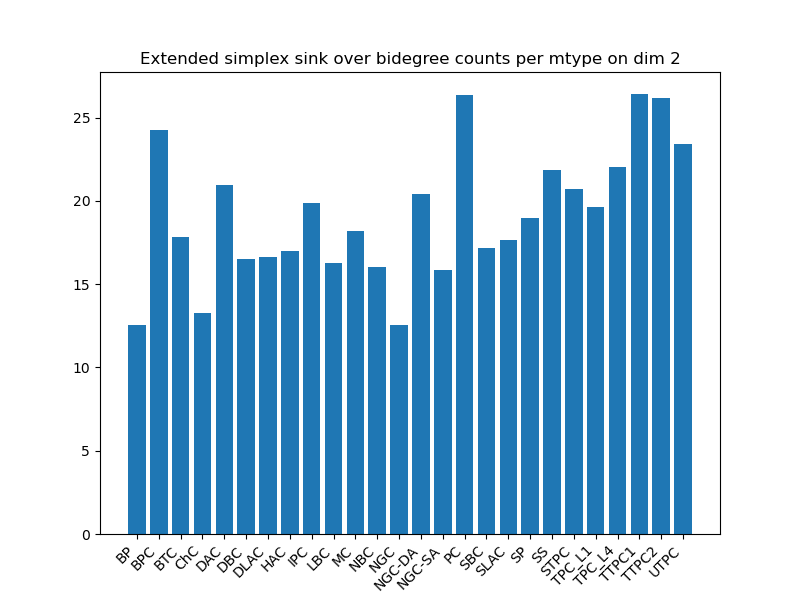 Extended simplex sink over bidegree counts per mtype on dim 2
25
20
15
10
5
0
BP
BPC
BTC
ChC
DAC
DBC
DLAC
HAC
IPC
LBC
MC
NBC
NGC
NGC-DA
NGC-SA
PC
SBC
SLAC
SP
SS
STPC
TPC_L1
TPC_L4
TTPC1
TTPC2
UTPC